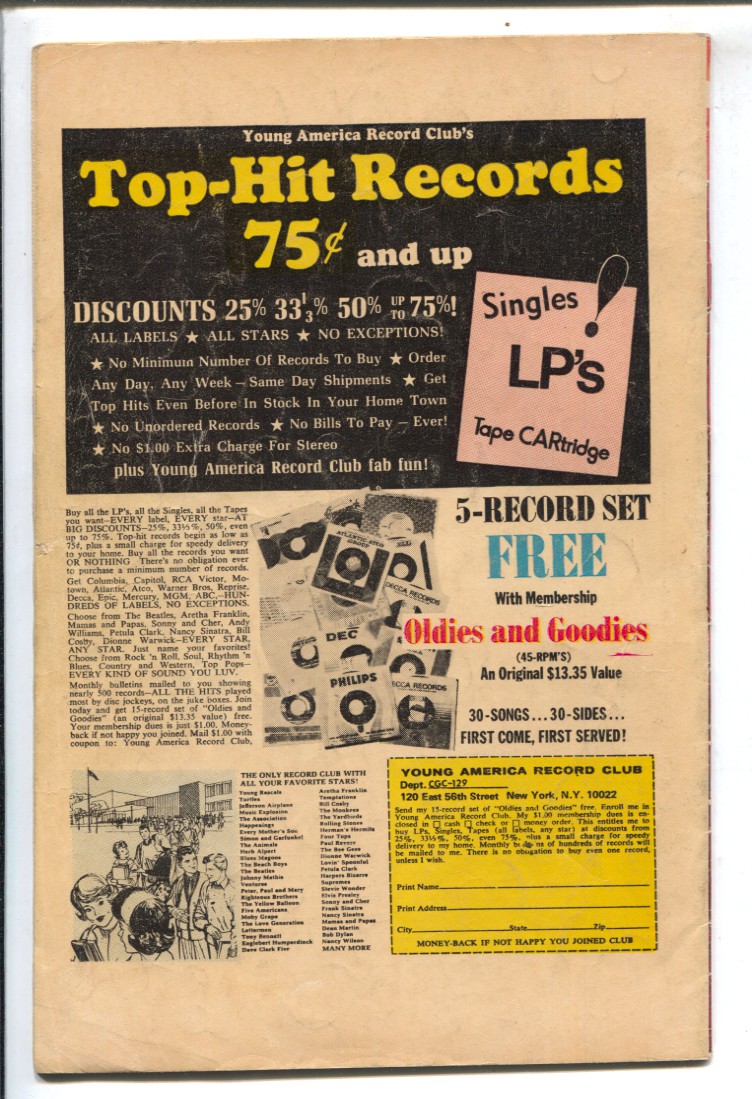 Young America Record Club's
Top-Hit Records
75¢ and up
DISCOUNTS 25% 33⅓% 50% UP TO 75%!
ALL LABELS ★ ALL STARS ★ NO EXCEPTIONS!
★ No Minimum Number Of Records To Buy ★ Order
Any Day, Any Week – Same Day Shipments ★ Get
Top Hits Even Before In Stock In Your Home Town
★ No Unordered Records ★ No Bills To Pay – Ever!
★ No $1.00 Extra Charge For Stereo
plus Young America Record Club fab fun!
Singles!
LP's
Tape CARtridge
Buy all the LP's, all the Singles, all the Tapes
you want—EVERY label, EVERY star—AT
BIG DISCOUNTS—25%, 33⅓%, 50%, even
up to 75%. Top-hit records begin as low as
75¢, plus a small charge for speedy delivery
to your home. Buy all the records you want
OR NOTHING There's no obligation ever
to purchase a minimum number of records.
Get Columbia, Capitol, RCA Victor, Mo-
town, Atlantic, Atco, Warner Bros, Reprise,
Decca, Epic, Mercury, MGM, ABC,—HUN-
DREDS OF LABELS, NO EXCEPTIONS.
Choose from The Beatles, Aretha Franklin,
Mamas and Papas, Sonny and Cher, Andy
Williams, Petula Clark, Nancy Sinatra, Bill
Cosby, Dionne Warwick—EVERY STAR,
ANY STAR. Just name your favorites!
Choose from Rock 'n Roll, Soul, Rhythm 'n
Blues, Country and Western, Top Pops—
EVERY KIND OF SOUND YOU LUV.
Monthly bulletins mailed to you showing
nearly 500 records—ALL THE HITS played
most by disc jockeys, on the juke boxes. Join
today and get 15-record set of "Oldies and
Goodies" (an original $13.35 value) free.
Your membership dues is just $1.00. Money-
back if not happy you joined. Mail $1.00 with
coupon to: Young America Record Club,
DECCA RECORDS
DEC
PHILIPS
DECCA RECORDS
5-RECORD SET
FREE
With Membership
Oldies and Goodies
(45-RPM'S)
An Original $13.35 Value
30-SONGS...30-SIDES...
FIRST COME, FIRST SERVED!
THE ONLY RECORD CLUB WITH
ALL YOUR FAVORITE STARS!
Young Rascals
Turtles
Jefferson Airplane
Music Explosion
The Association
Happenings
Every Mother's Son
Simon and Garfunkel
The Animals
Herb Alpert
Blues Magoos
The Beach Boys
The Beatles
Johnny Mathis
Ventures
Peter, Paul and Mary
Righteous Brothers
The Yellow Balloon
Five Americans
Moby Grape
The Love Generation
Lettermen
Tony Bennett
Englebert Humperdinck
Dave Clark Five
Aretha Franklin
Temptations
Bill Cosby
The Monkees
The Yardbirds
Rolling Stones
Herman's Hermits
Four Tops
Paul Revere
The Bee Gees
Dionne Warwick
Lovin' Spoonful
Petula Clark
Harpers Bizarre
Supremes
Stevie Wonder
Elvis Presley
Sonny and Cher
Frank Sinatra
Nancy Sinatra
Mamas and Papas
Dean Martin
Bob Dylan
Nancy Wilson
MANY MORE
YOUNG AMERICA RECORD CLUB
Dept. CGC-129
120 East 56th Street New York, N.Y. 10022
Send my 15-record set of "Oldies and Goodies" free. Enroll me in
Young America Record Club. My $1.00 membership dues is en-
closed in □ cash □ check or □ money order. This entitles me to
buy LPs, Singles, Tapes (all labels, any star) at discounts from
25%, 33⅓%, 50%, even 75%, plus a small charge for speedy
delivery to my home. Monthly of hundreds of records will
be mailed to me. There is no obligation to buy even one record,
unless I wish.
Print Name
Print Address
City State Zip
MONEY-BACK IF NOT HAPPY YOU JOINED CLUB